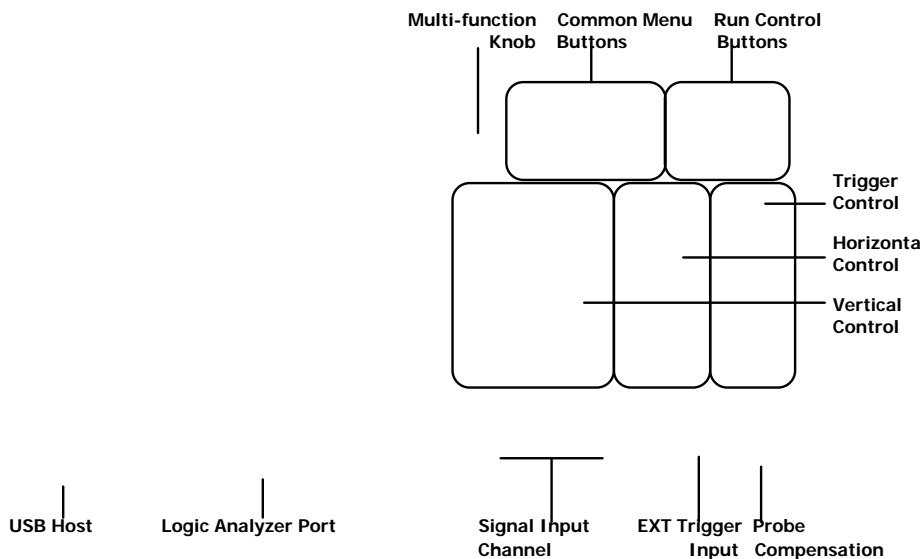 Multi-function Knob
Common Menu Buttons
Run Control Buttons
Trigger Control
Horizonta Control
Vertical Control
USB Host
Logic Analyzer Port
Signal Input Channel
EXT Trigger Input
Probe Compensation